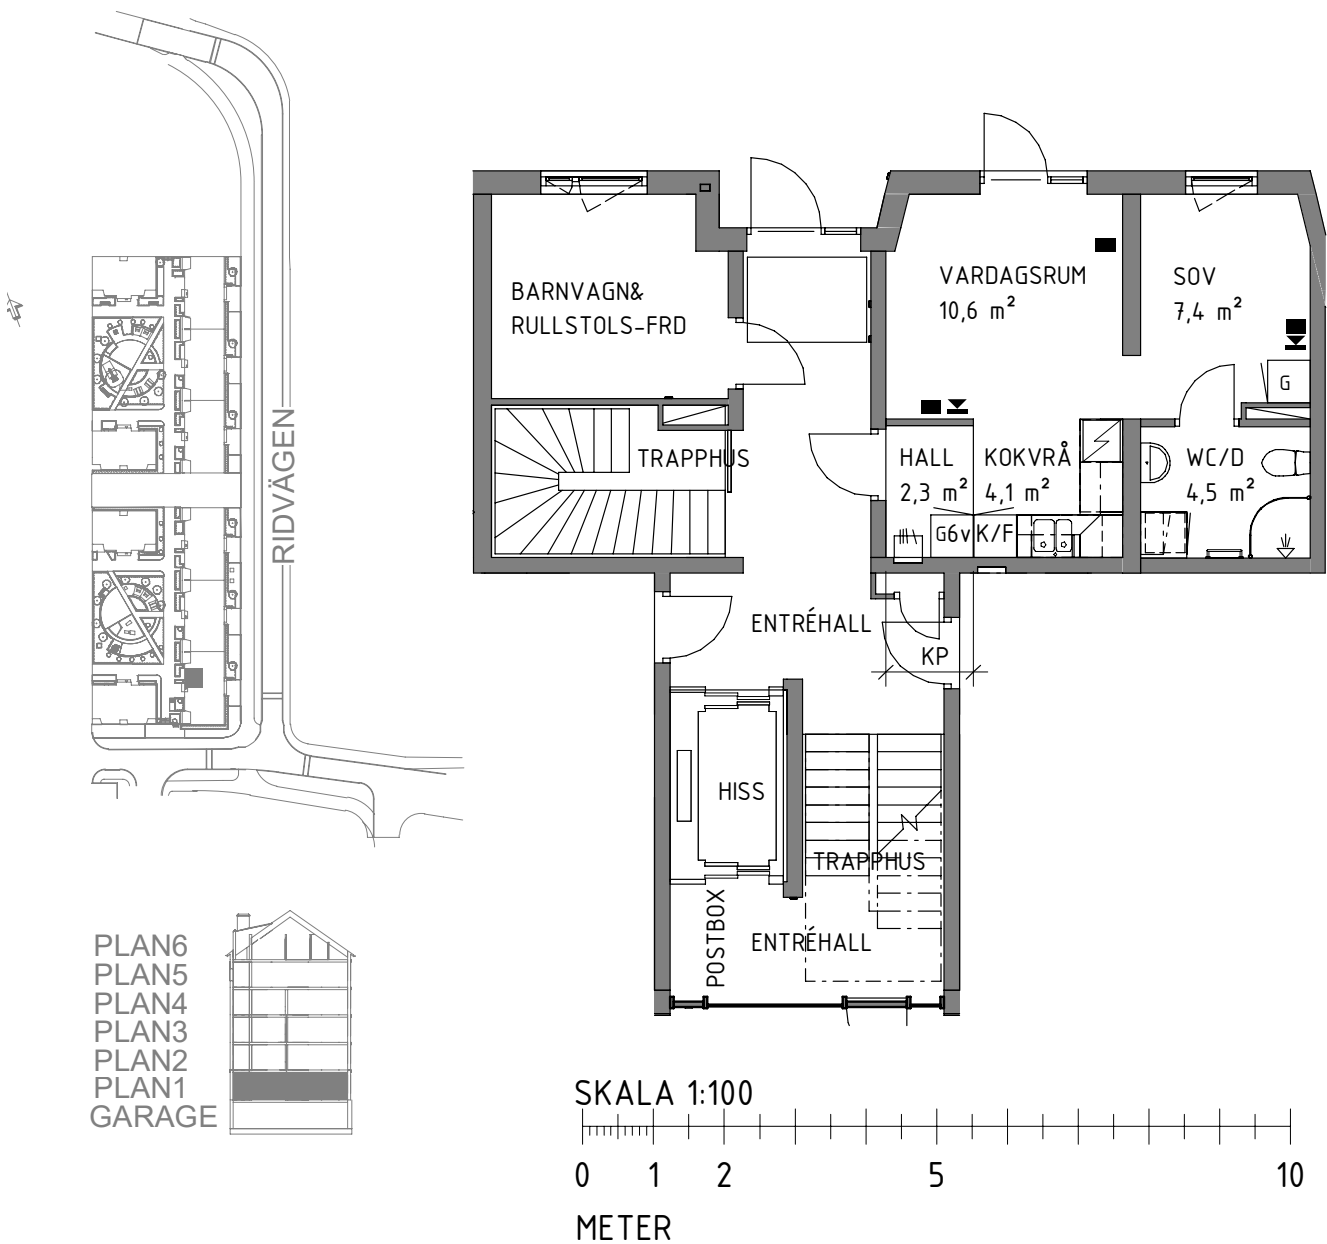 RIDVÄGEN
BARNVAGN&
RULLSTOLS-FRD
VARDAGSRUM
10,6 m²
SOV
7,4 m²
G
TRAPPHUS
HALL
2,3 m²
KOKVRÅ
4,1 m²
WC/D
4,5 m²
G6v K/F
ENTRÉHALL
KP
HISS
TRAPPHUS
POSTBOX
ENTRÉHALL
PLAN6
PLAN5
PLAN4
PLAN3
PLAN2
PLAN1
GARAGE
SKALA 1:100
0 1 2 5 10
METER